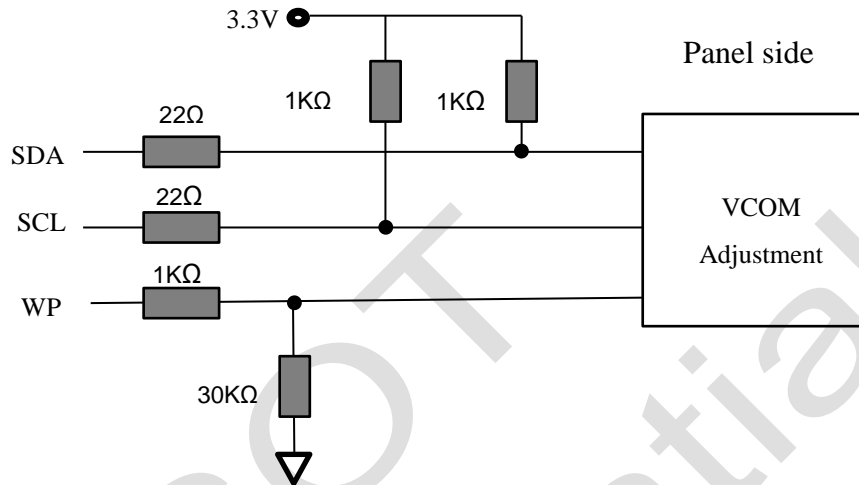 3.3V
Panel side
1KΩ
1KΩ
22Ω
SDA
22Ω
SCL
VCOM
Adjustment
1KΩ
WP
30KΩ